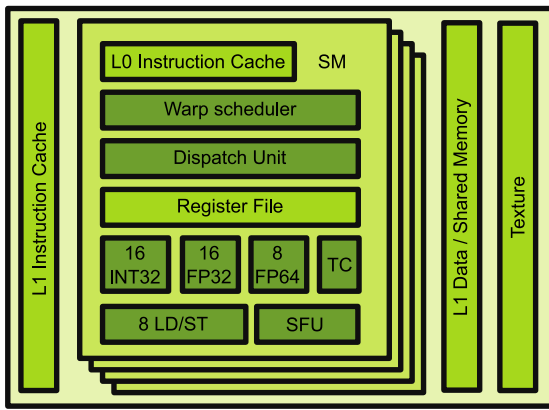 L1 Instruction Cache
L0 Instruction Cache
SM
Warp scheduler
Dispatch Unit
Register File
16
INT32
16
FP32
8
FP64
TC
8 LD/ST
SFU
L1 Data / Shared Memory
Texture